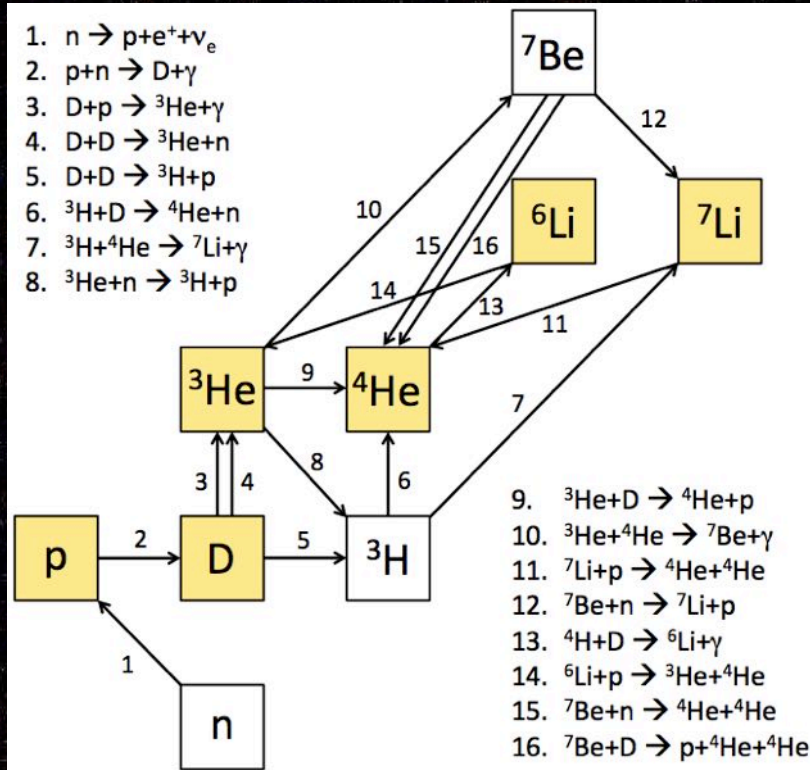 1. n → p+e⁺+νₑ
2. p+n → D+γ
3. D+p → ³He+γ
4. D+D → ³He+n
5. D+D → ³H+p
6. ³H+D → ⁴He+n
7. ³H+⁴He → ⁷Li+γ
8. ³He+n → ³H+p
⁷Be
12
10
15
16
⁶Li
⁷Li
14
13
11
³He
9
⁴He
7
3
4
8
6
p
2
D
5
³H
1
n
9. ³He+D → ⁴He+p
10. ³He+⁴He → ⁷Be+γ
11. ⁷Li+p → ⁴He+⁴He
12. ⁷Be+n → ⁷Li+p
13. ⁴H+D → ⁶Li+γ
14. ⁶Li+p → ³He+⁴He
15. ⁷Be+n → ⁴He+⁴He
16. ⁷Be+D → p+⁴He+⁴He